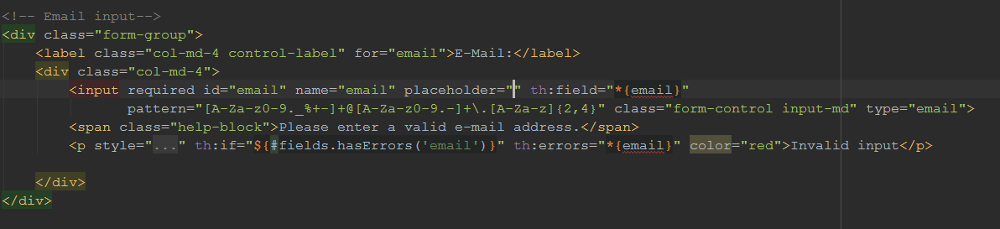 <!-- Email input-->
<div class="form-group">
<label class="col-md-4 control-label" for="email">E-Mail:</label>
<div class="col-md-4">
<input required id="email" name="email" placeholder="" th:field="*{email}"
pattern="[A-Za-z0-9._%+-]+@[A-Za-z0-9.-]+\.[A-Za-z]{2,4}" class="form-control input-md" type="email">
<span class="help-block">Please enter a valid e-mail address.</span>
<p style="..." th:if="${#fields.hasErrors('email')}" th:errors="*{email}" color="red">Invalid input</p>
</div>
</div>